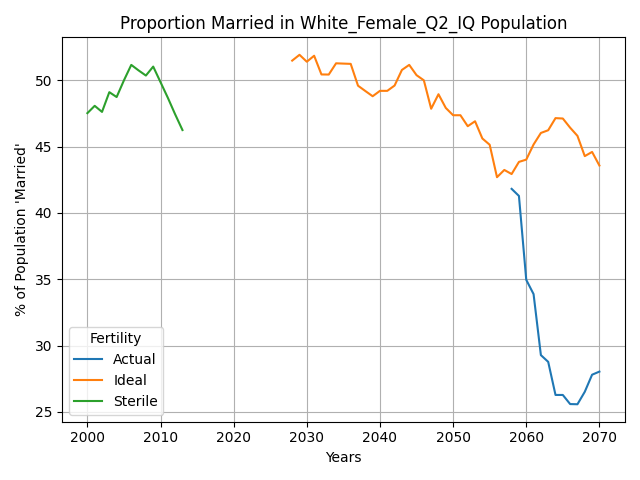 Proportion Married in White_Female_Q2_IQ Population
% of Population 'Married'
50
45
40
35
30
25
Fertility
Actual
Ideal
Sterile
2000 2010 2020 2030 2040 2050 2060 2070
Years